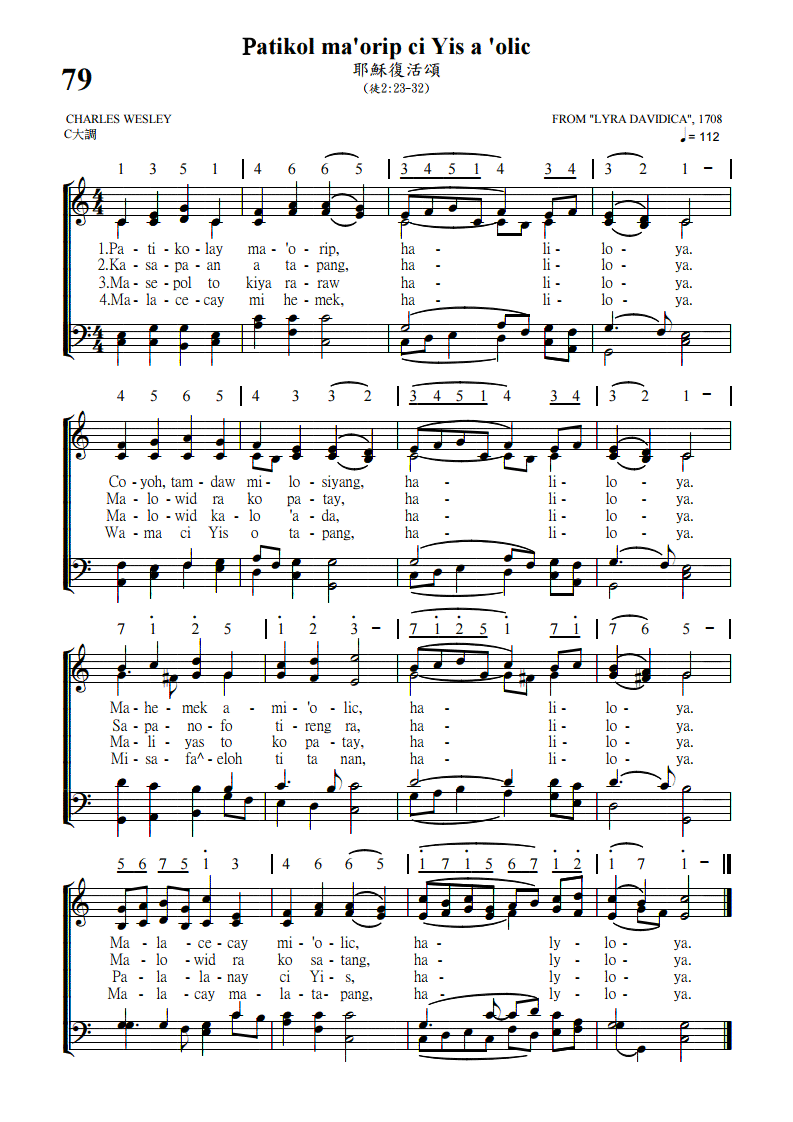 Patikol ma'orip ci Yis a 'olic
耶穌復活頌
79
(徒2:23-32)
CHARLES WESLEY
FROM "LYRA DAVIDICA", 1708
C大調
♩= 112
1 3 5 1 | 4 6 6 5 | 3 4 5 1 4 3 4 | 3 2 1 - |
1.Pa - ti - ko - lay ma - 'o - rip, ha - li - lo - ya.
2.Ka - sa - pa - an a ta - pang, ha - li - lo - ya.
3.Ma - se - pol to kiya ra - raw ha - li - lo - ya.
4.Ma - la - ce - cay mi he - mek, ha - li - lo - ya.
4 5 6 5 | 4 3 3 2 | 3 4 5 1 4 3 4 | 3 2 1 - |
Co - yoh, tam - daw mi - lo - siyang, ha - li - lo - ya.
Ma - lo - wid ra ko pa - tay, ha - li - lo - ya.
Ma - lo - wid ka - lo 'a - da, ha - li - lo - ya.
Wa - ma ci Yis o ta - pang, ha - li - lo - ya.
7 1̇ 2̇ 5 | 1̇ 2̇ 3̇ - | 7 1̇ 2̇ 5 1̇ 7 1̇ | 7 6 5 - |
Ma - he - mek a - mi - 'o - lic, ha - li - lo - ya.
Sa - pa - no - fo ti - reng ra, ha - li - lo - ya.
Ma - li - yas to ko pa - tay, ha - li - lo - ya.
Mi - sa - fa^ - eloh ti ta nan, ha - li - lo - ya.
5 6 7 5 1̇ 3 | 4 6 6 5 | 1̇ 7 1̇ 5 6 7 1̇ 2̇ | 1̇ 7 1̇ - ‖
Ma - la - ce - cay mi - 'o - lic, ha - ly - lo - ya.
Ma - lo - wid ra ko sa - tang, ha - ly - lo - ya.
Pa - la - la - nay ci Yi - s, ha - ly - lo - ya.
Ma - la - cay ma - la - ta - pang, ha - ly - lo - ya.